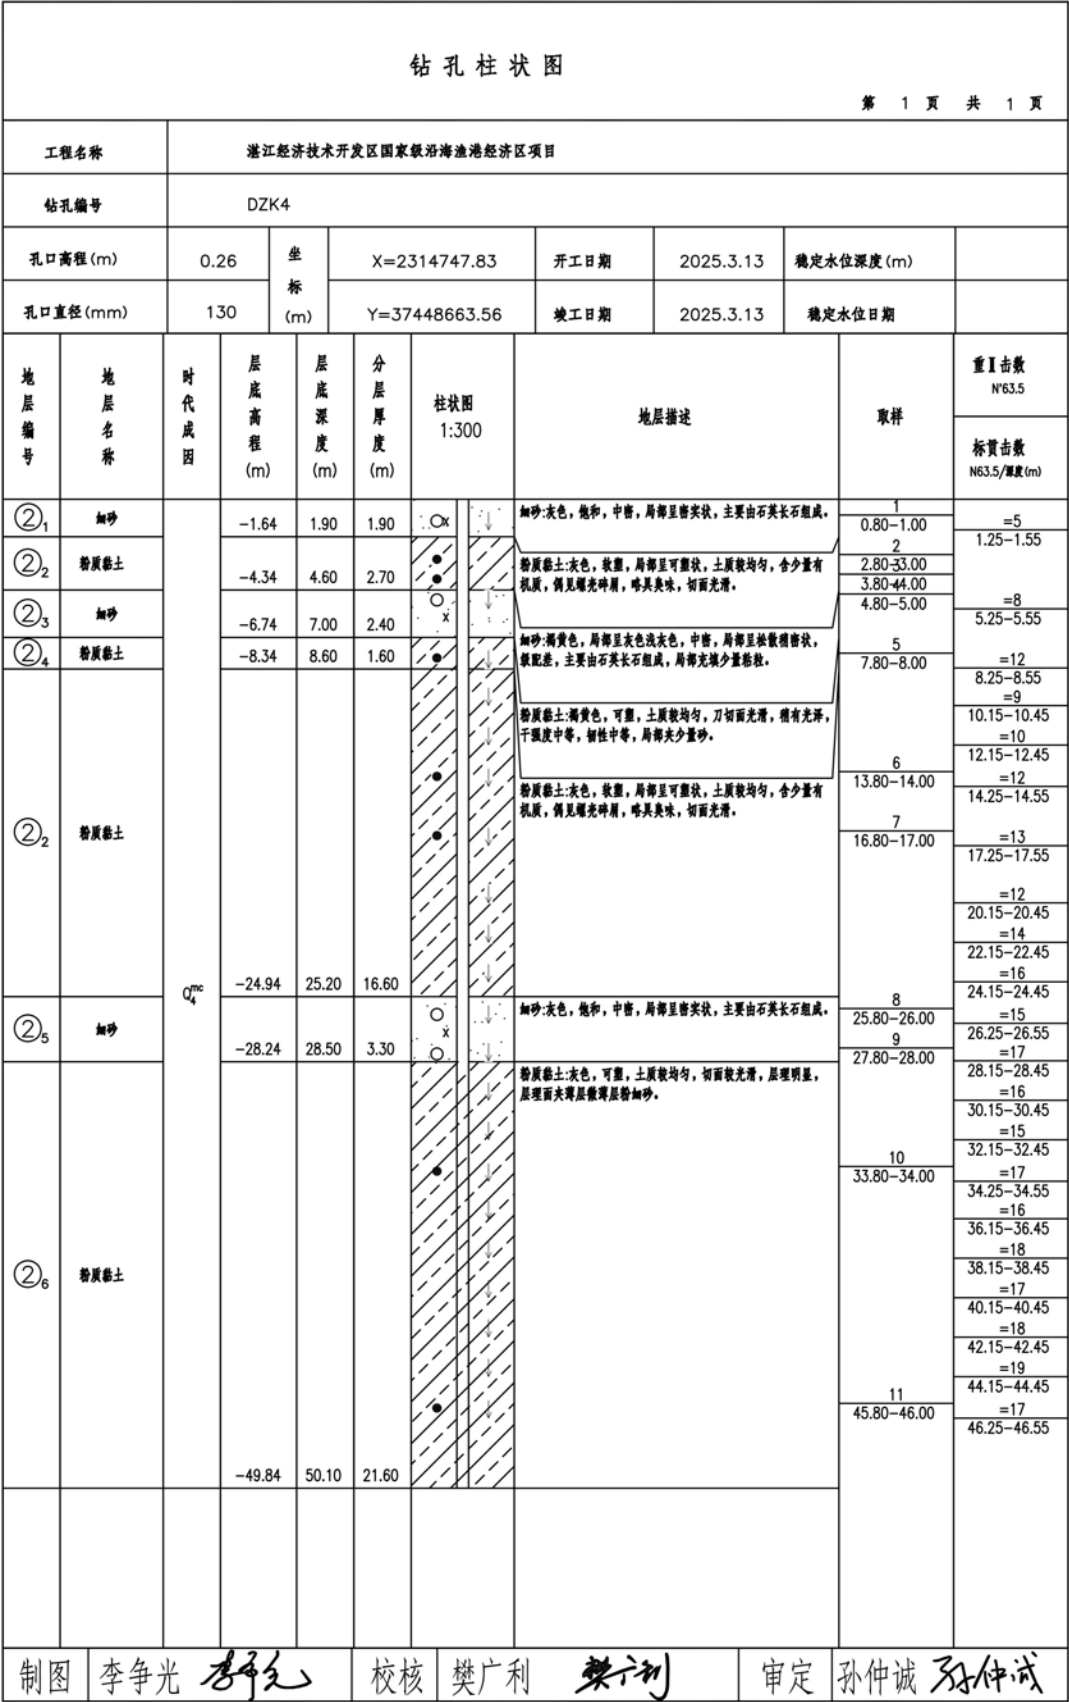 钻孔柱状图
第 1 页 共 1 页
工程名称 湛江经济技术开发区国家级沿海渔港经济区项目
钻孔编号 DZK4
孔口高程(m) 0.26 坐标(m) X=2314747.83 开工日期 2025.3.13 稳定水位深度(m)
孔口直径(mm) 130 Y=37448663.56 竣工日期 2025.3.13 稳定水位日期
地层编号 地层名称 时代成因 层底高程(m) 层底深度(m) 分层厚度(m) 柱状图 1:300 地层描述 取样 重Ⅱ击数 N'63.5
标贯击数 N63.5/深度(m)
②1 细砂 -1.64 1.90 1.90
②2 粉质黏土 -4.34 4.60 2.70
②3 细砂 -6.74 7.00 2.40
②4 粉质黏土 -8.34 8.60 1.60
②2 粉质黏土 -24.94 25.20 16.60
Q4mc
②5 细砂 -28.24 28.50 3.30
②6 粉质黏土 -49.84 50.10 21.60
细砂:灰色，饱和，中密，局部呈密实状，主要由石英长石组成。
粉质黏土:灰色，软塑，局部呈可塑状，土质较均匀，含少量有
机质，偶见螺壳碎屑，略具臭味，切面光滑。
细砂:褐黄色，局部呈灰色浅灰色，中密，局部呈松散稍密状，
级配差，主要由石英长石组成，局部充填少量粘粒。
粉质黏土:褐黄色，可塑，土质较均匀，刀切面光滑，稍有光泽，
干强度中等，韧性中等，局部夹少量砂。
粉质黏土:灰色，软塑，局部呈可塑状，土质较均匀，含少量有
机质，偶见螺壳碎屑，略具臭味，切面光滑。
细砂:灰色，饱和，中密，局部呈密实状，主要由石英长石组成。
粉质黏土:灰色，可塑，土质较均匀，切面较光滑，层理明显，
层理面夹薄层微薄层粉细砂。
1
0.80-1.00
2
2.80-3.00
3
3.80-4.00
4
4.80-5.00
5
7.80-8.00
6
13.80-14.00
7
16.80-17.00
8
25.80-26.00
9
27.80-28.00
10
33.80-34.00
11
45.80-46.00
=5
1.25-1.55
=8
5.25-5.55
=12
8.25-8.55
=9
10.15-10.45
=10
12.15-12.45
=12
14.25-14.55
=13
17.25-17.55
=12
20.15-20.45
=14
22.15-22.45
=16
24.15-24.45
=15
26.25-26.55
=17
28.15-28.45
=16
30.15-30.45
=15
32.15-32.45
=17
34.25-34.55
=16
36.15-36.45
=18
38.15-38.45
=17
40.15-40.45
=18
42.15-42.45
=19
44.15-44.45
=17
46.25-46.55
制图 李争光 李争光 校核 樊广利 樊广利 审定 孙仲诚 孙仲诚